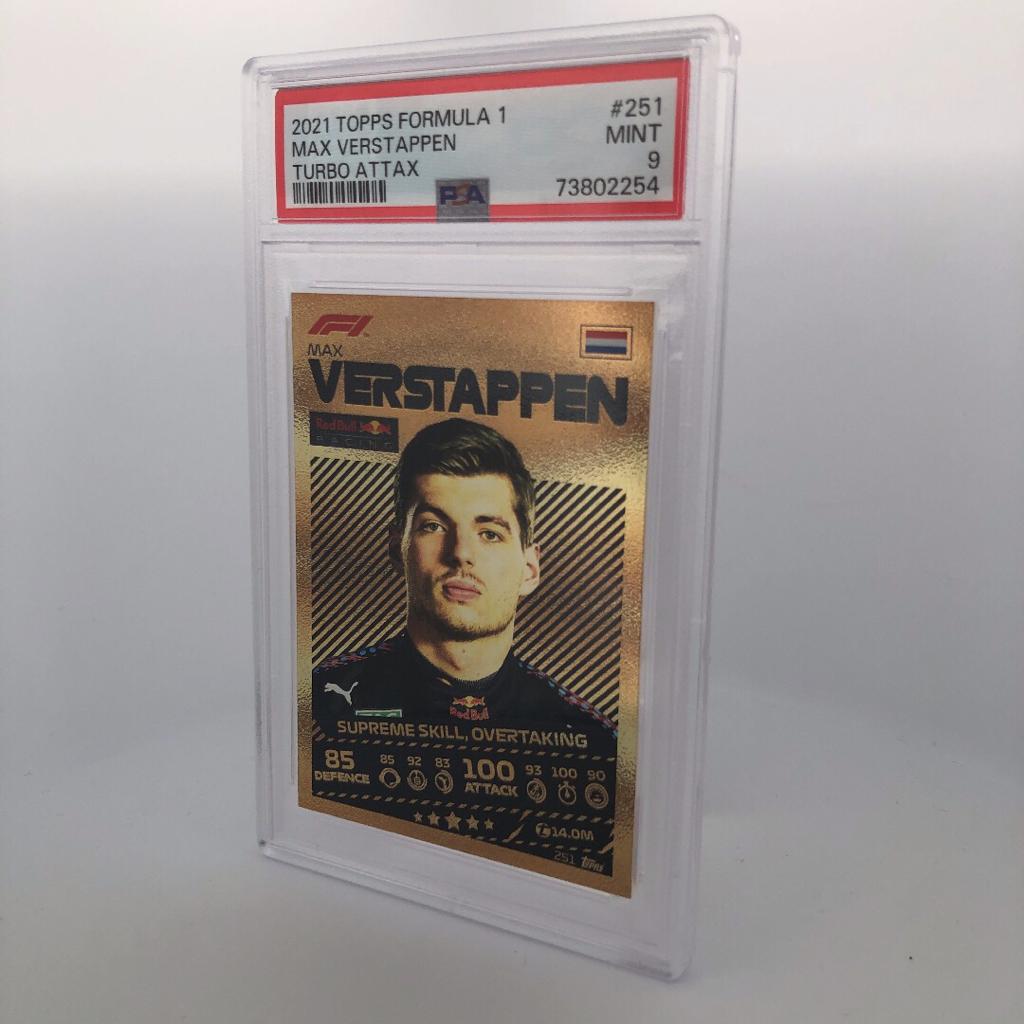 2021 TOPPS FORMULA 1 #251
MAX VERSTAPPEN MINT
TURBO ATTAX 9
PSA 73802254
F1
MAX
VERSTAPPEN
Red Bull
RACING
Red Bull
SUPREME SKILL, OVERTAKING
85 85 92 83 100 93 100 90
DEFENCE ATTACK
14.0M
251 Topps